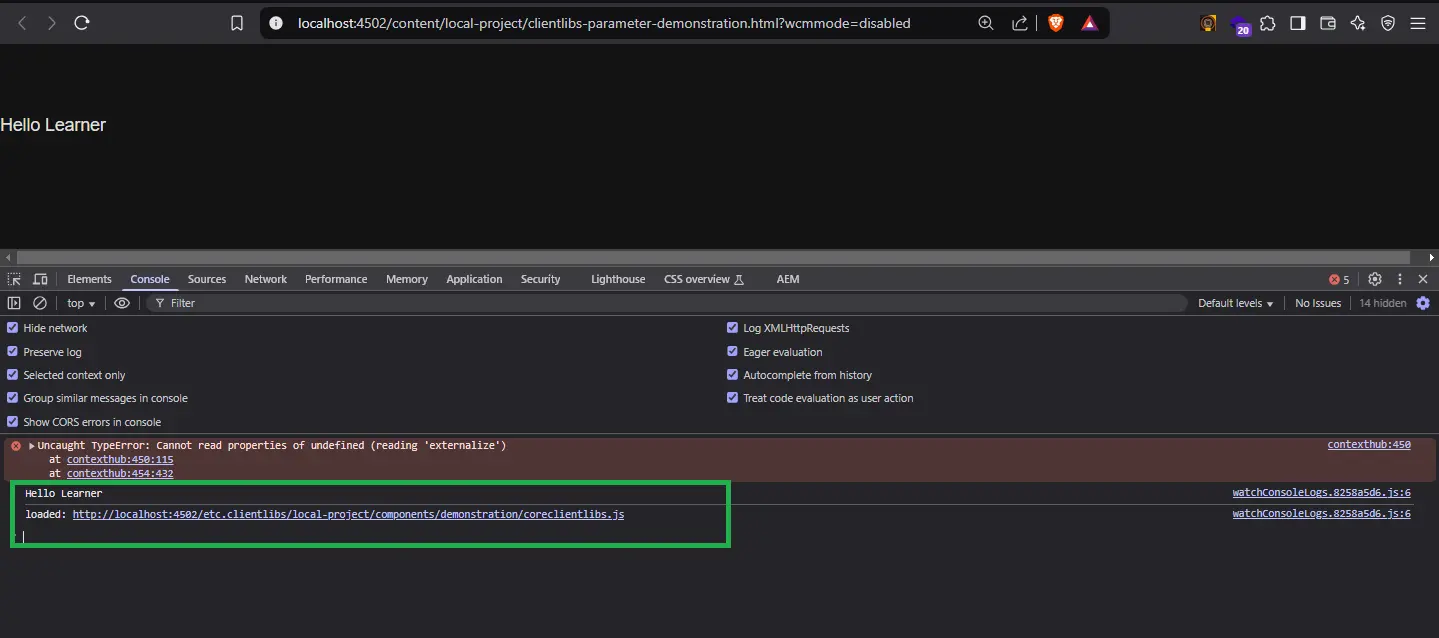 localhost:4502/content/local-project/clientlibs-parameter-demonstration.html?wcmmode=disabled
20
Hello Learner
Elements Console Sources Network Performance Memory Application Security Lighthouse CSS overview AEM 5
top Filter Default levels No Issues 14 hidden
Hide network Log XMLHttpRequests
Preserve log Eager evaluation
Selected context only Autocomplete from history
Group similar messages in console Treat code evaluation as user action
Show CORS errors in console
Uncaught TypeError: Cannot read properties of undefined (reading 'externalize') contexthub:450
at contexthub:450:115
at contexthub:454:432
Hello Learner watchConsoleLogs.8258a5d6.js:6
loaded: http://localhost:4502/etc.clientlibs/local-project/components/demonstration/coreclientlibs.js watchConsoleLogs.8258a5d6.js:6